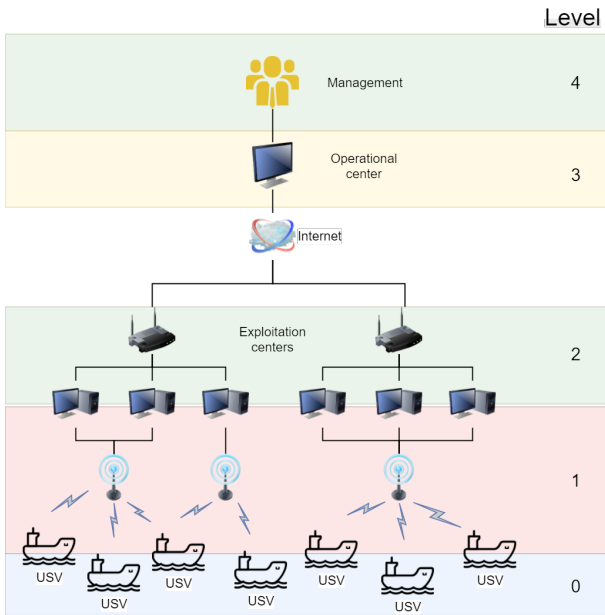 Level
Management
4
Operational
center
3
Internet
Exploitation
centers
2
1
USV
USV
USV
USV
USV
USV
USV
0